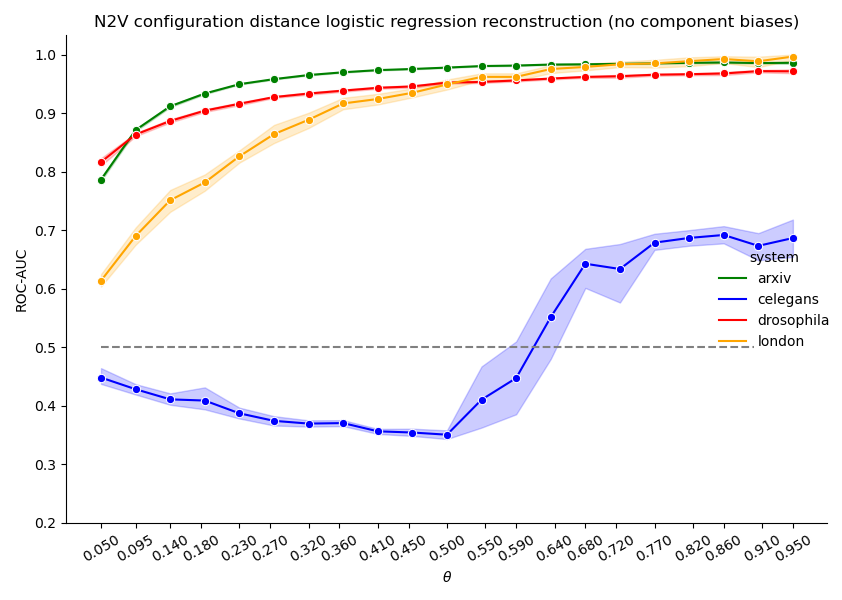 N2V configuration distance logistic regression reconstruction (no component biases)
1.0
0.9
0.8
0.7
0.6
0.5
0.4
0.3
0.2
ROC-AUC
system
arxiv
celegans
drosophila
london
0.050 0.095 0.140 0.180 0.230 0.270 0.320 0.360 0.410 0.450 0.500 0.550 0.590 0.640 0.680 0.720 0.770 0.820 0.860 0.910 0.950
θ